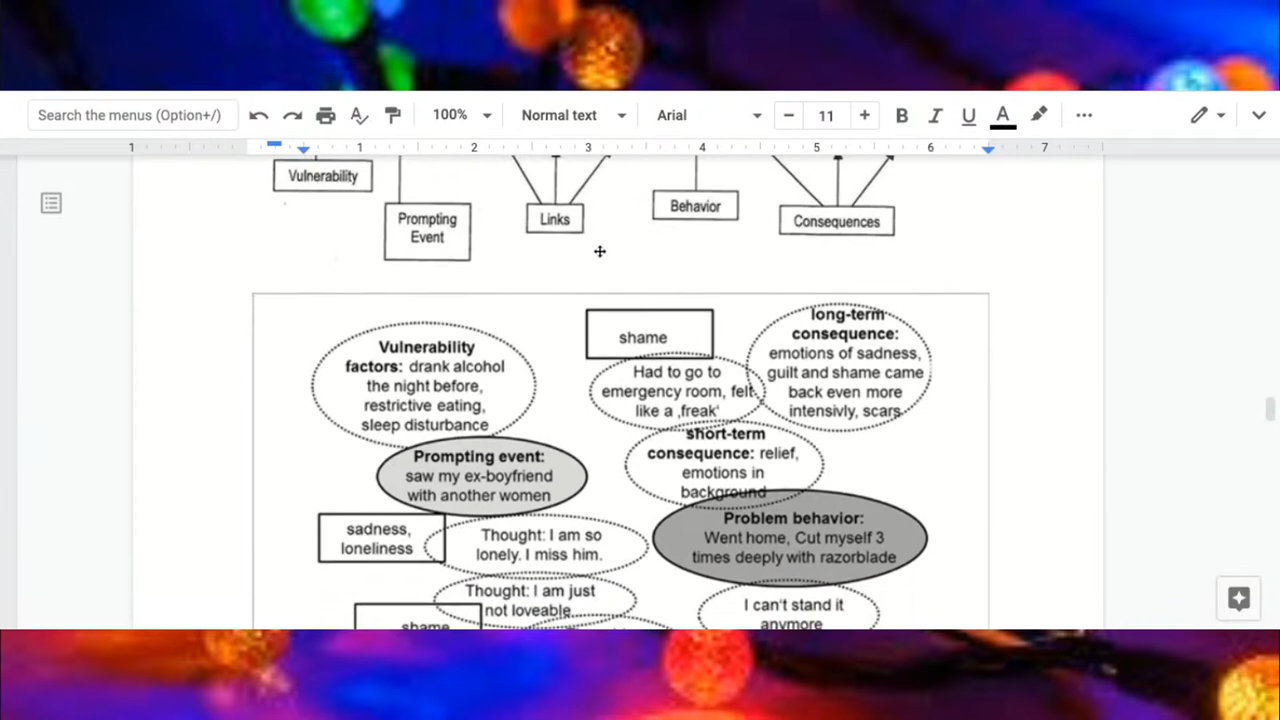 Search the menus (Option+/)
100%
Normal text
Arial
11
B I U A
1 1 2 3 4 5 6 7
Vulnerability
Prompting
Event
Links
Behavior
Consequences
Vulnerability
factors: drank alcohol
the night before,
restrictive eating,
sleep disturbance
shame
Had to go to
emergency room, felt
like a ‚freak‘
long-term
consequence:
emotions of sadness,
guilt and shame came
back even more
intensivly, scars
short-term
consequence: relief,
emotions in
background
Prompting event:
saw my ex-boyfriend
with another women
Problem behavior:
Went home, Cut myself 3
times deeply with razorblade
sadness,
loneliness
Thought: I am so
lonely. I miss him.
Thought: I am just
not loveable
I can‘t stand it
anymore
shame